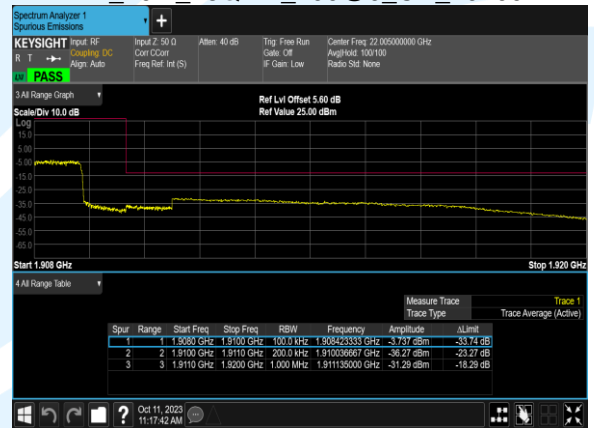 Spectrum Analyzer 1
Spurious Emissions
+
KEYSIGHT Input: RF Input Z: 50 Ω Atten: 40 dB Trig: Free Run Center Freq: 22.005000000 GHz
R T Coupling: DC Corr CCorr Gate: Off Avg|Hold: 100/100
Align: Auto Freq Ref: Int (S) IF Gain: Low Radio Std: None
LV PASS
3 All Range Graph
Ref Lvl Offset 5.60 dB
Scale/Div 10.0 dB Ref Value 25.00 dBm
Log
15.0
5.00
-5.00
-15.0
-25.0
-35.0
-45.0
-55.0
-65.0
Start 1.908 GHz Stop 1.920 GHz
4 All Range Table
Measure Trace Trace 1
Trace Type Trace Average (Active)
Spur Range Start Freq Stop Freq RBW Frequency Amplitude ΔLimit
1 1 1.9080 GHz 1.9100 GHz 100.0 kHz 1.908423333 GHz -3.737 dBm -33.74 dB
2 2 1.9100 GHz 1.9110 GHz 200.0 kHz 1.910036667 GHz -36.27 dBm -23.27 dB
3 3 1.9110 GHz 1.9200 GHz 1.000 MHz 1.911135000 GHz -31.29 dBm -18.29 dB
? Oct 11, 2023
11:17:42 AM